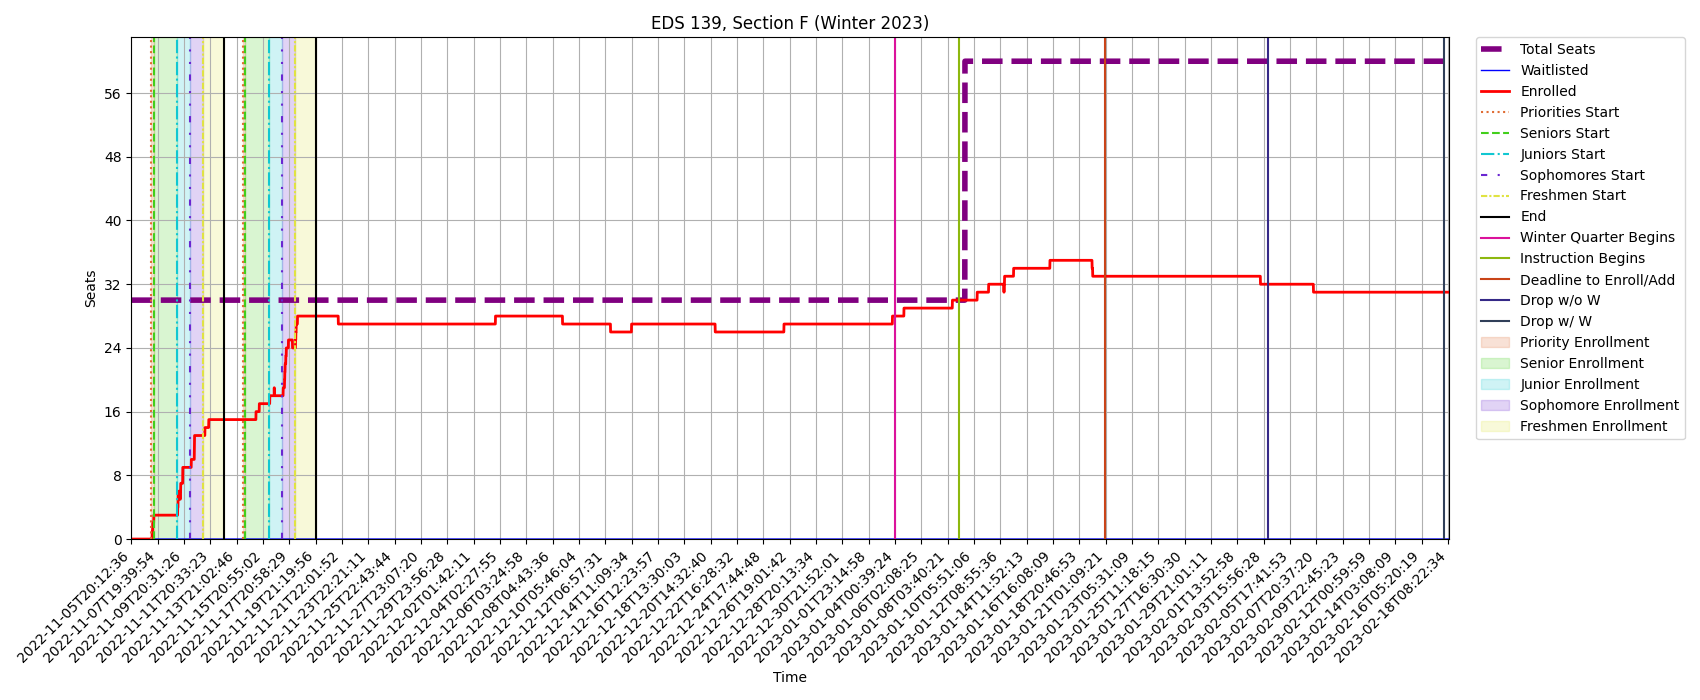 EDS 139, Section F (Winter 2023)
Seats
56
48
40
32
24
16
8
0
2022-11-05T20:12:36
2022-11-07T19:39:54
2022-11-09T20:31:26
2022-11-11T20:33:23
2022-11-13T21:02:46
2022-11-15T20:55:02
2022-11-17T20:58:29
2022-11-19T21:19:56
2022-11-21T22:01:52
2022-11-23T22:21:11
2022-11-25T22:43:44
2022-11-27T23:07:20
2022-11-29T23:56:28
2022-12-02T01:42:11
2022-12-04T02:27:55
2022-12-06T03:24:58
2022-12-08T04:43:36
2022-12-10T05:46:04
2022-12-12T06:57:31
2022-12-14T11:09:34
2022-12-16T12:23:57
2022-12-18T13:30:03
2022-12-20T14:32:40
2022-12-22T16:28:32
2022-12-24T17:44:48
2022-12-26T19:01:42
2022-12-28T20:13:34
2022-12-30T21:52:01
2023-01-01T23:14:58
2023-01-04T00:39:24
2023-01-06T02:08:25
2023-01-08T03:40:21
2023-01-10T05:51:06
2023-01-12T08:55:36
2023-01-14T11:52:13
2023-01-16T16:08:09
2023-01-18T20:46:53
2023-01-21T01:09:21
2023-01-23T05:31:09
2023-01-25T11:18:15
2023-01-27T16:30:30
2023-01-29T21:01:11
2023-02-01T13:52:58
2023-02-03T15:56:28
2023-02-05T17:41:53
2023-02-07T20:37:20
2023-02-09T22:45:23
2023-02-12T00:59:59
2023-02-14T03:08:09
2023-02-16T05:20:19
2023-02-18T08:22:34
Time
Total Seats
Waitlisted
Enrolled
Priorities Start
Seniors Start
Juniors Start
Sophomores Start
Freshmen Start
End
Winter Quarter Begins
Instruction Begins
Deadline to Enroll/Add
Drop w/o W
Drop w/ W
Priority Enrollment
Senior Enrollment
Junior Enrollment
Sophomore Enrollment
Freshmen Enrollment